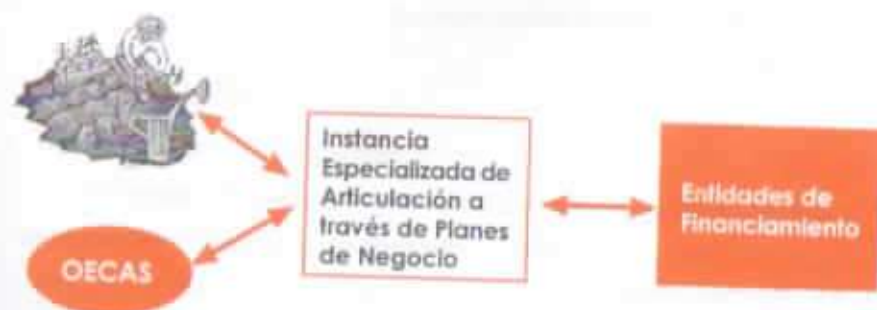 Instancia
Especializada de
Articulación a
través de Planes
de Negocio
Entidades de
Financiamiento
OECAS